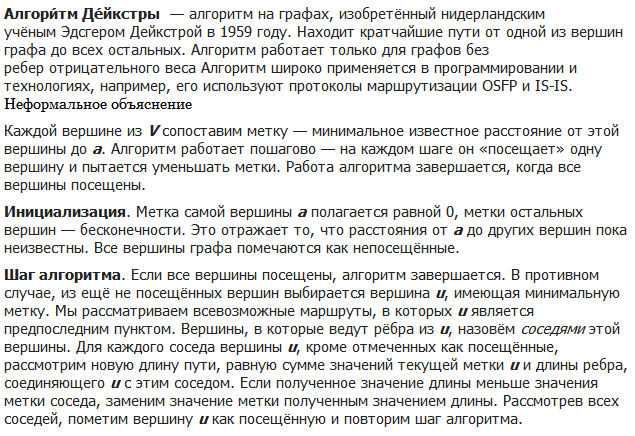 Алгори́тм Де́йкстры — алгоритм на графах, изобретённый нидерландским
учёным Эдсгером Дейкстрой в 1959 году. Находит кратчайшие пути от одной из вершин
графа до всех остальных. Алгоритм работает только для графов без
ребер отрицательного веса Алгоритм широко применяется в программировании и
технологиях, например, его используют протоколы маршрутизации OSFP и IS-IS.
Неформальное объяснение
Каждой вершине из V сопоставим метку — минимальное известное расстояние от этой
вершины до a. Алгоритм работает пошагово — на каждом шаге он «посещает» одну
вершину и пытается уменьшать метки. Работа алгоритма завершается, когда все
вершины посещены.
Инициализация. Метка самой вершины a полагается равной 0, метки остальных
вершин — бесконечности. Это отражает то, что расстояния от a до других вершин пока
неизвестны. Все вершины графа помечаются как непосещённые.
Шаг алгоритма. Если все вершины посещены, алгоритм завершается. В противном
случае, из ещё не посещённых вершин выбирается вершина u, имеющая минимальную
метку. Мы рассматриваем всевозможные маршруты, в которых u является
предпоследним пунктом. Вершины, в которые ведут рёбра из u, назовём соседями этой
вершины. Для каждого соседа вершины u, кроме отмеченных как посещённые,
рассмотрим новую длину пути, равную сумме значений текущей метки u и длины ребра,
соединяющего u с этим соседом. Если полученное значение длины меньше значения
метки соседа, заменим значение метки полученным значением длины. Рассмотрев всех
соседей, пометим вершину u как посещённую и повторим шаг алгоритма.